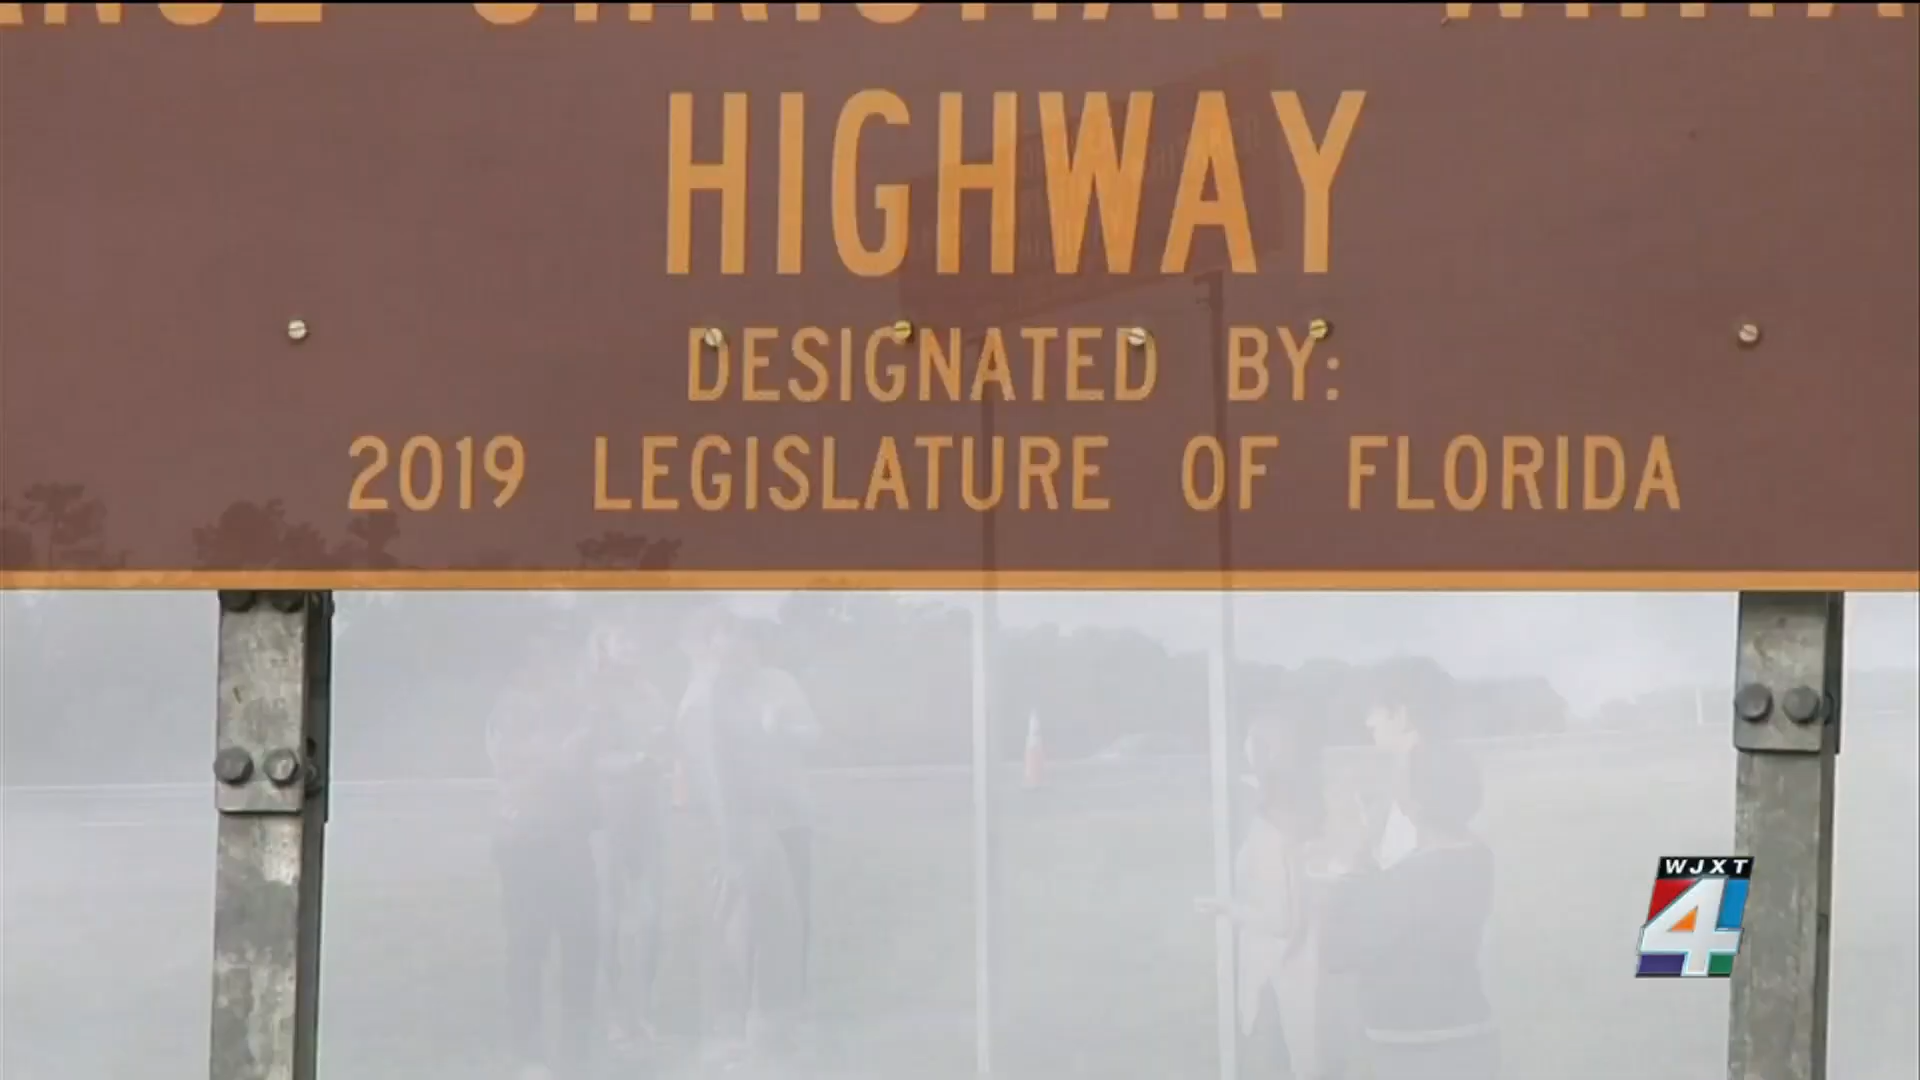 HIGHWAY
DESIGNATED BY:
2019 LEGISLATURE OF FLORIDA
WJXT
4